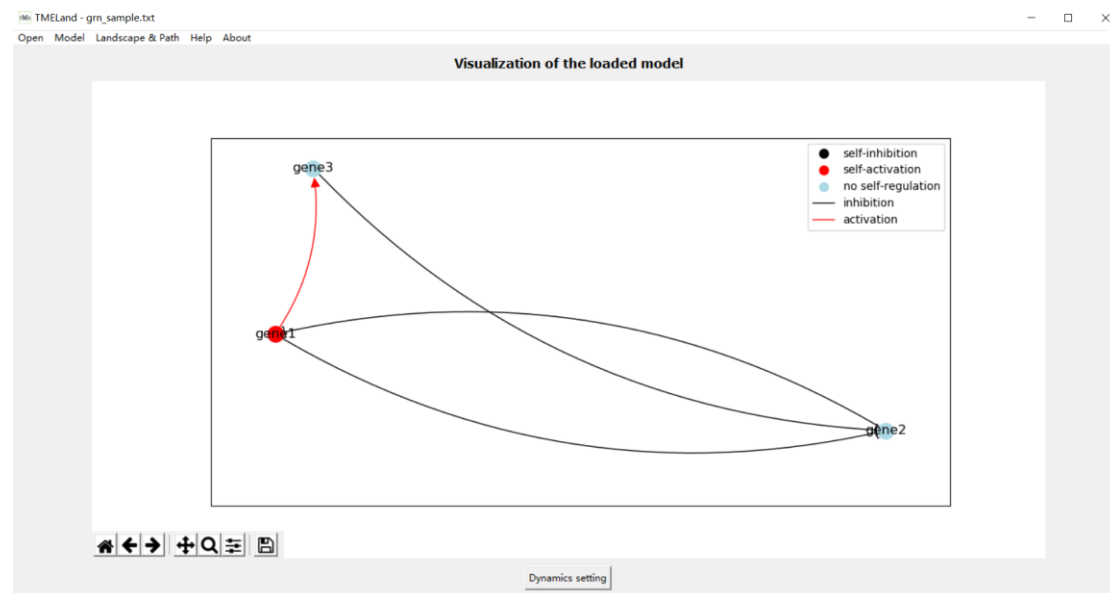 TMELand - grn_sample.txt
Open Model Landscape & Path Help About
Visualization of the loaded model
gene3
self-inhibition
self-activation
no self-regulation
inhibition
activation
gene1
gene2
Dynamics setting